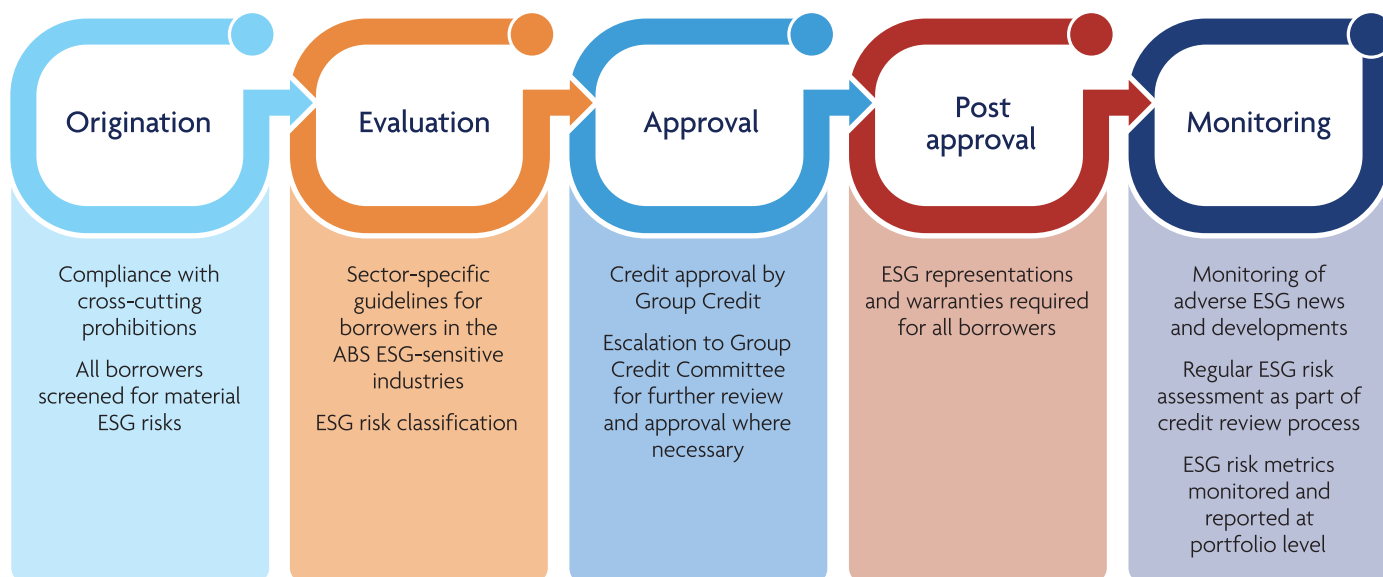 Origination
Compliance with
cross-cutting
prohibitions
All borrowers
screened for material
ESG risks
Evaluation
Sector-specific
guidelines for
borrowers in the
ABS ESG-sensitive
industries
ESG risk classification
Approval
Credit approval by
Group Credit
Escalation to Group
Credit Committee
for further review
and approval where
necessary
Post
approval
ESG representations
and warranties required
for all borrowers
Monitoring
Monitoring of
adverse ESG news
and developments
Regular ESG risk
assessment as part of
credit review process
ESG risk metrics
monitored and
reported at
portfolio level